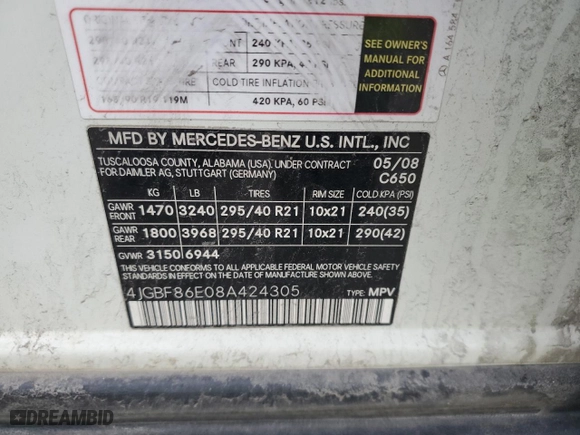 240
SEE OWNER'S
MANUAL FOR
ADDITIONAL
INFORMATION
REAR 290 KPA,
COLD TIRE INFLATION
420 KPA, 60 PSI
MFD BY MERCEDES-BENZ U.S. INTL., INC
TUSCALOOSA COUNTY, ALABAMA (USA), UNDER CONTRACT 05/08
FOR DAIMLER AG, STUTTGART (GERMANY) C650
KG LB TIRES RIM SIZE COLD KPA (PSI)
GAWR FRONT 1470 3240 295/40 R21 10x21 240(35)
GAWR REAR 1800 3968 295/40 R21 10x21 290(42)
GVWR 3150 6944
THIS VEHICLE CONFORMS TO ALL APPLICABLE FEDERAL MOTOR
VEHICLE SAFETY, BUMPER, AND THEFT PREVENTION STANDARDS IN
EFFECT ON THE DATE OF MANUFACTURE SHOWN ABOVE.
4JGBF86E08A424305 TYPE: MPV
DREAMBID